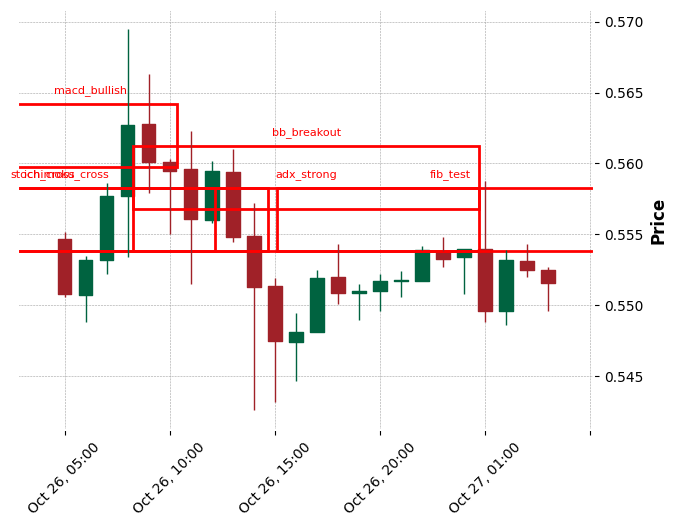 0.570
macd_bullish
0.565
bb_breakout
0.560
stoch_cross
ichimoku_cross
adx_strong
fib_test
0.555
Price
0.550
0.545
Oct 26, 05:00
Oct 26, 10:00
Oct 26, 15:00
Oct 26, 20:00
Oct 27, 01:00